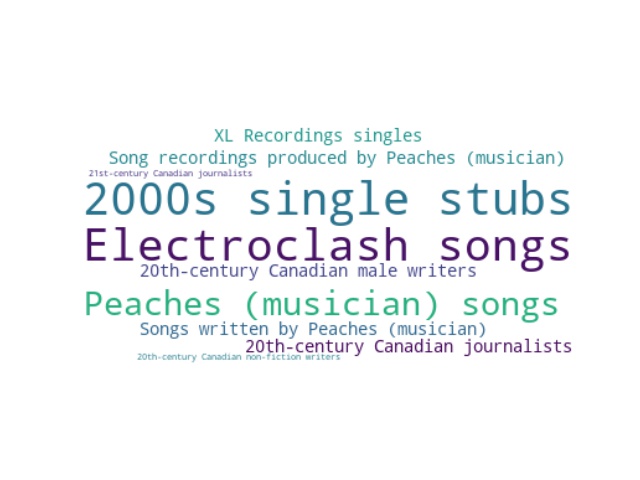 XL Recordings singles
Song recordings produced by Peaches (musician)
21st-century Canadian journalists
2000s single stubs
Electroclash songs
20th-century Canadian male writers
Peaches (musician) songs
Songs written by Peaches (musician)
20th-century Canadian journalists
20th-century Canadian non-fiction writers